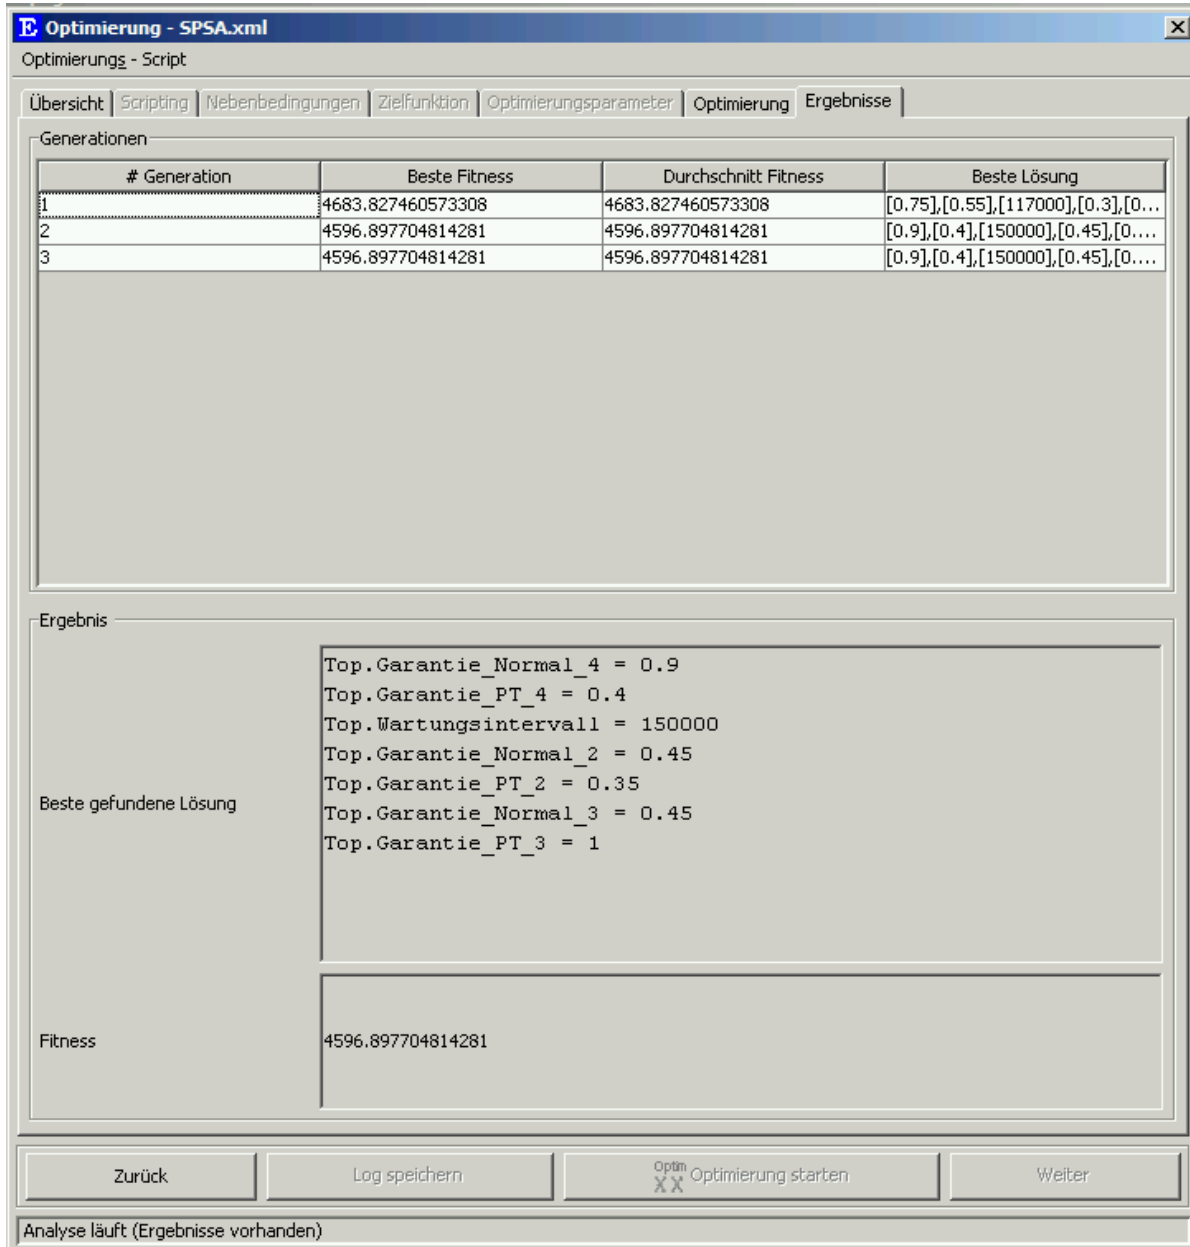 Optimierung - SPSA.xml
Optimierungs - Script
Übersicht Scripting Nebenbedingungen Zielfunktion Optimierungsparameter Optimierung Ergebnisse
Generationen
# Generation Beste Fitness Durchschnitt Fitness Beste Lösung
1 4683.827460573308 4683.827460573308 [0.75],[0.55],[117000],[0.3],[0...
2 4596.897704814281 4596.897704814281 [0.9],[0.4],[150000],[0.45],[0....
3 4596.897704814281 4596.897704814281 [0.9],[0.4],[150000],[0.45],[0....
Ergebnis
Top.Garantie_Normal_4 = 0.9
Top.Garantie_PT_4 = 0.4
Top.Wartungsintervall = 150000
Top.Garantie_Normal_2 = 0.45
Top.Garantie_PT_2 = 0.35
Beste gefundene Lösung
Top.Garantie_Normal_3 = 0.45
Top.Garantie_PT_3 = 1
Fitness 4596.897704814281
Zurück Log speichern Optim XX Optimierung starten Weiter
Analyse läuft (Ergebnisse vorhanden)